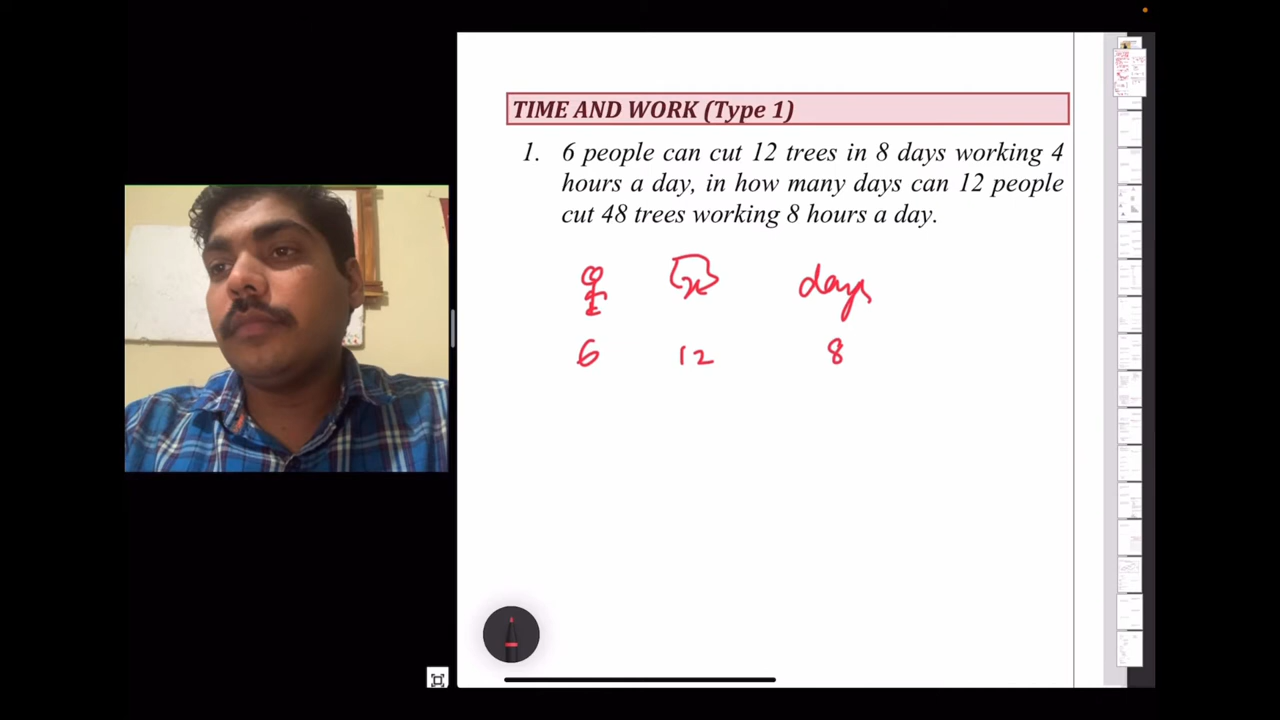 TIME AND WORK (Type 1)
1. 6 people can cut 12 trees in 8 days working 4
hours a day, in how many days can 12 people
cut 48 trees working 8 hours a day.
days
6 12 8